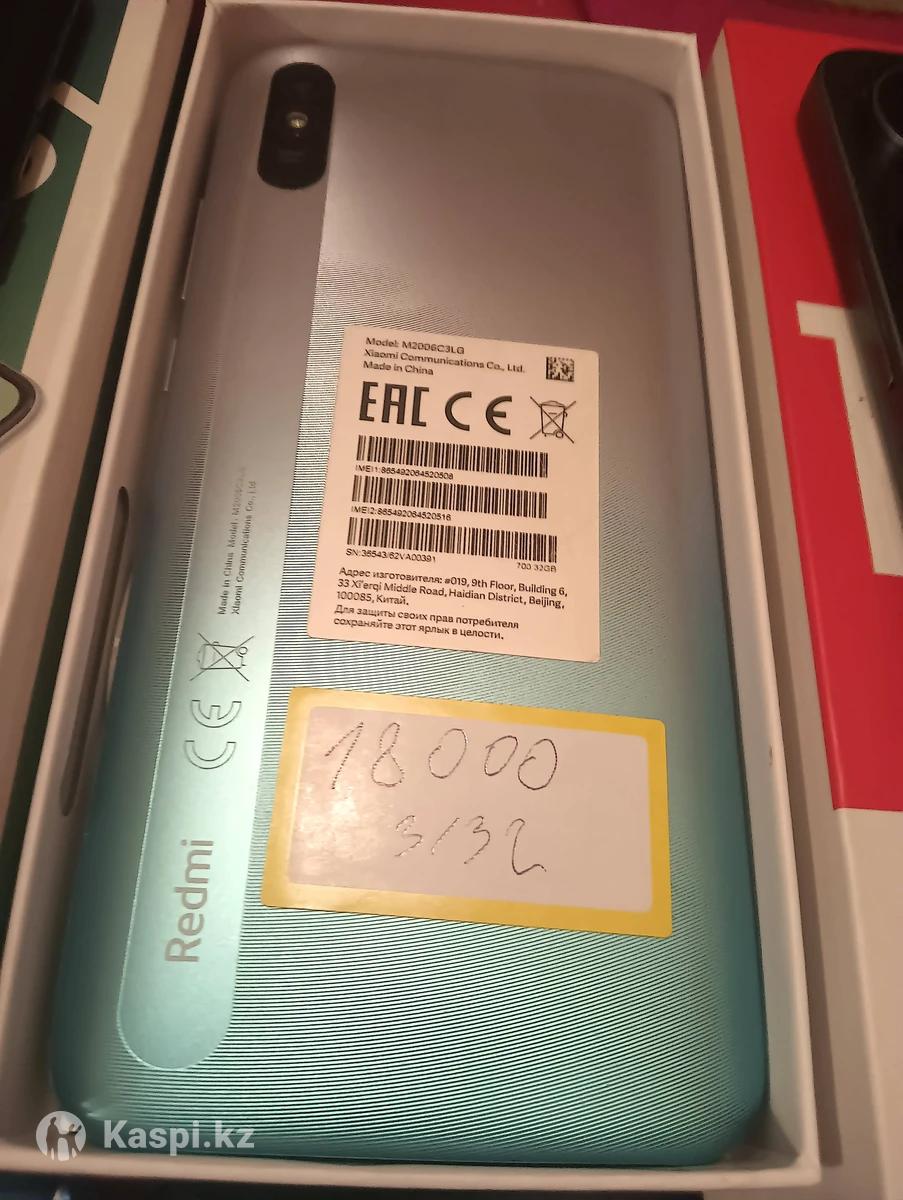 Model: M2006C3LG
Xiaomi Communications Co., Ltd.
Made in China
EAC CE
IMEI1:865492064520508
IMEI2:865492064520516
SN:36543/62VA00391
700 32GB
Адрес изготовителя: #019, 9th Floor, Building 6,
33 Xi'erqi Middle Road, Haidian District, Beijing,
100085, Китай.
Для защиты своих прав потребителя
сохраняйте этот ярлык в целости.
18000
3/32
Made in China Model: M2006C3LG
Xiaomi Communications Co., Ltd.
CE
Redmi
Kaspi.kz